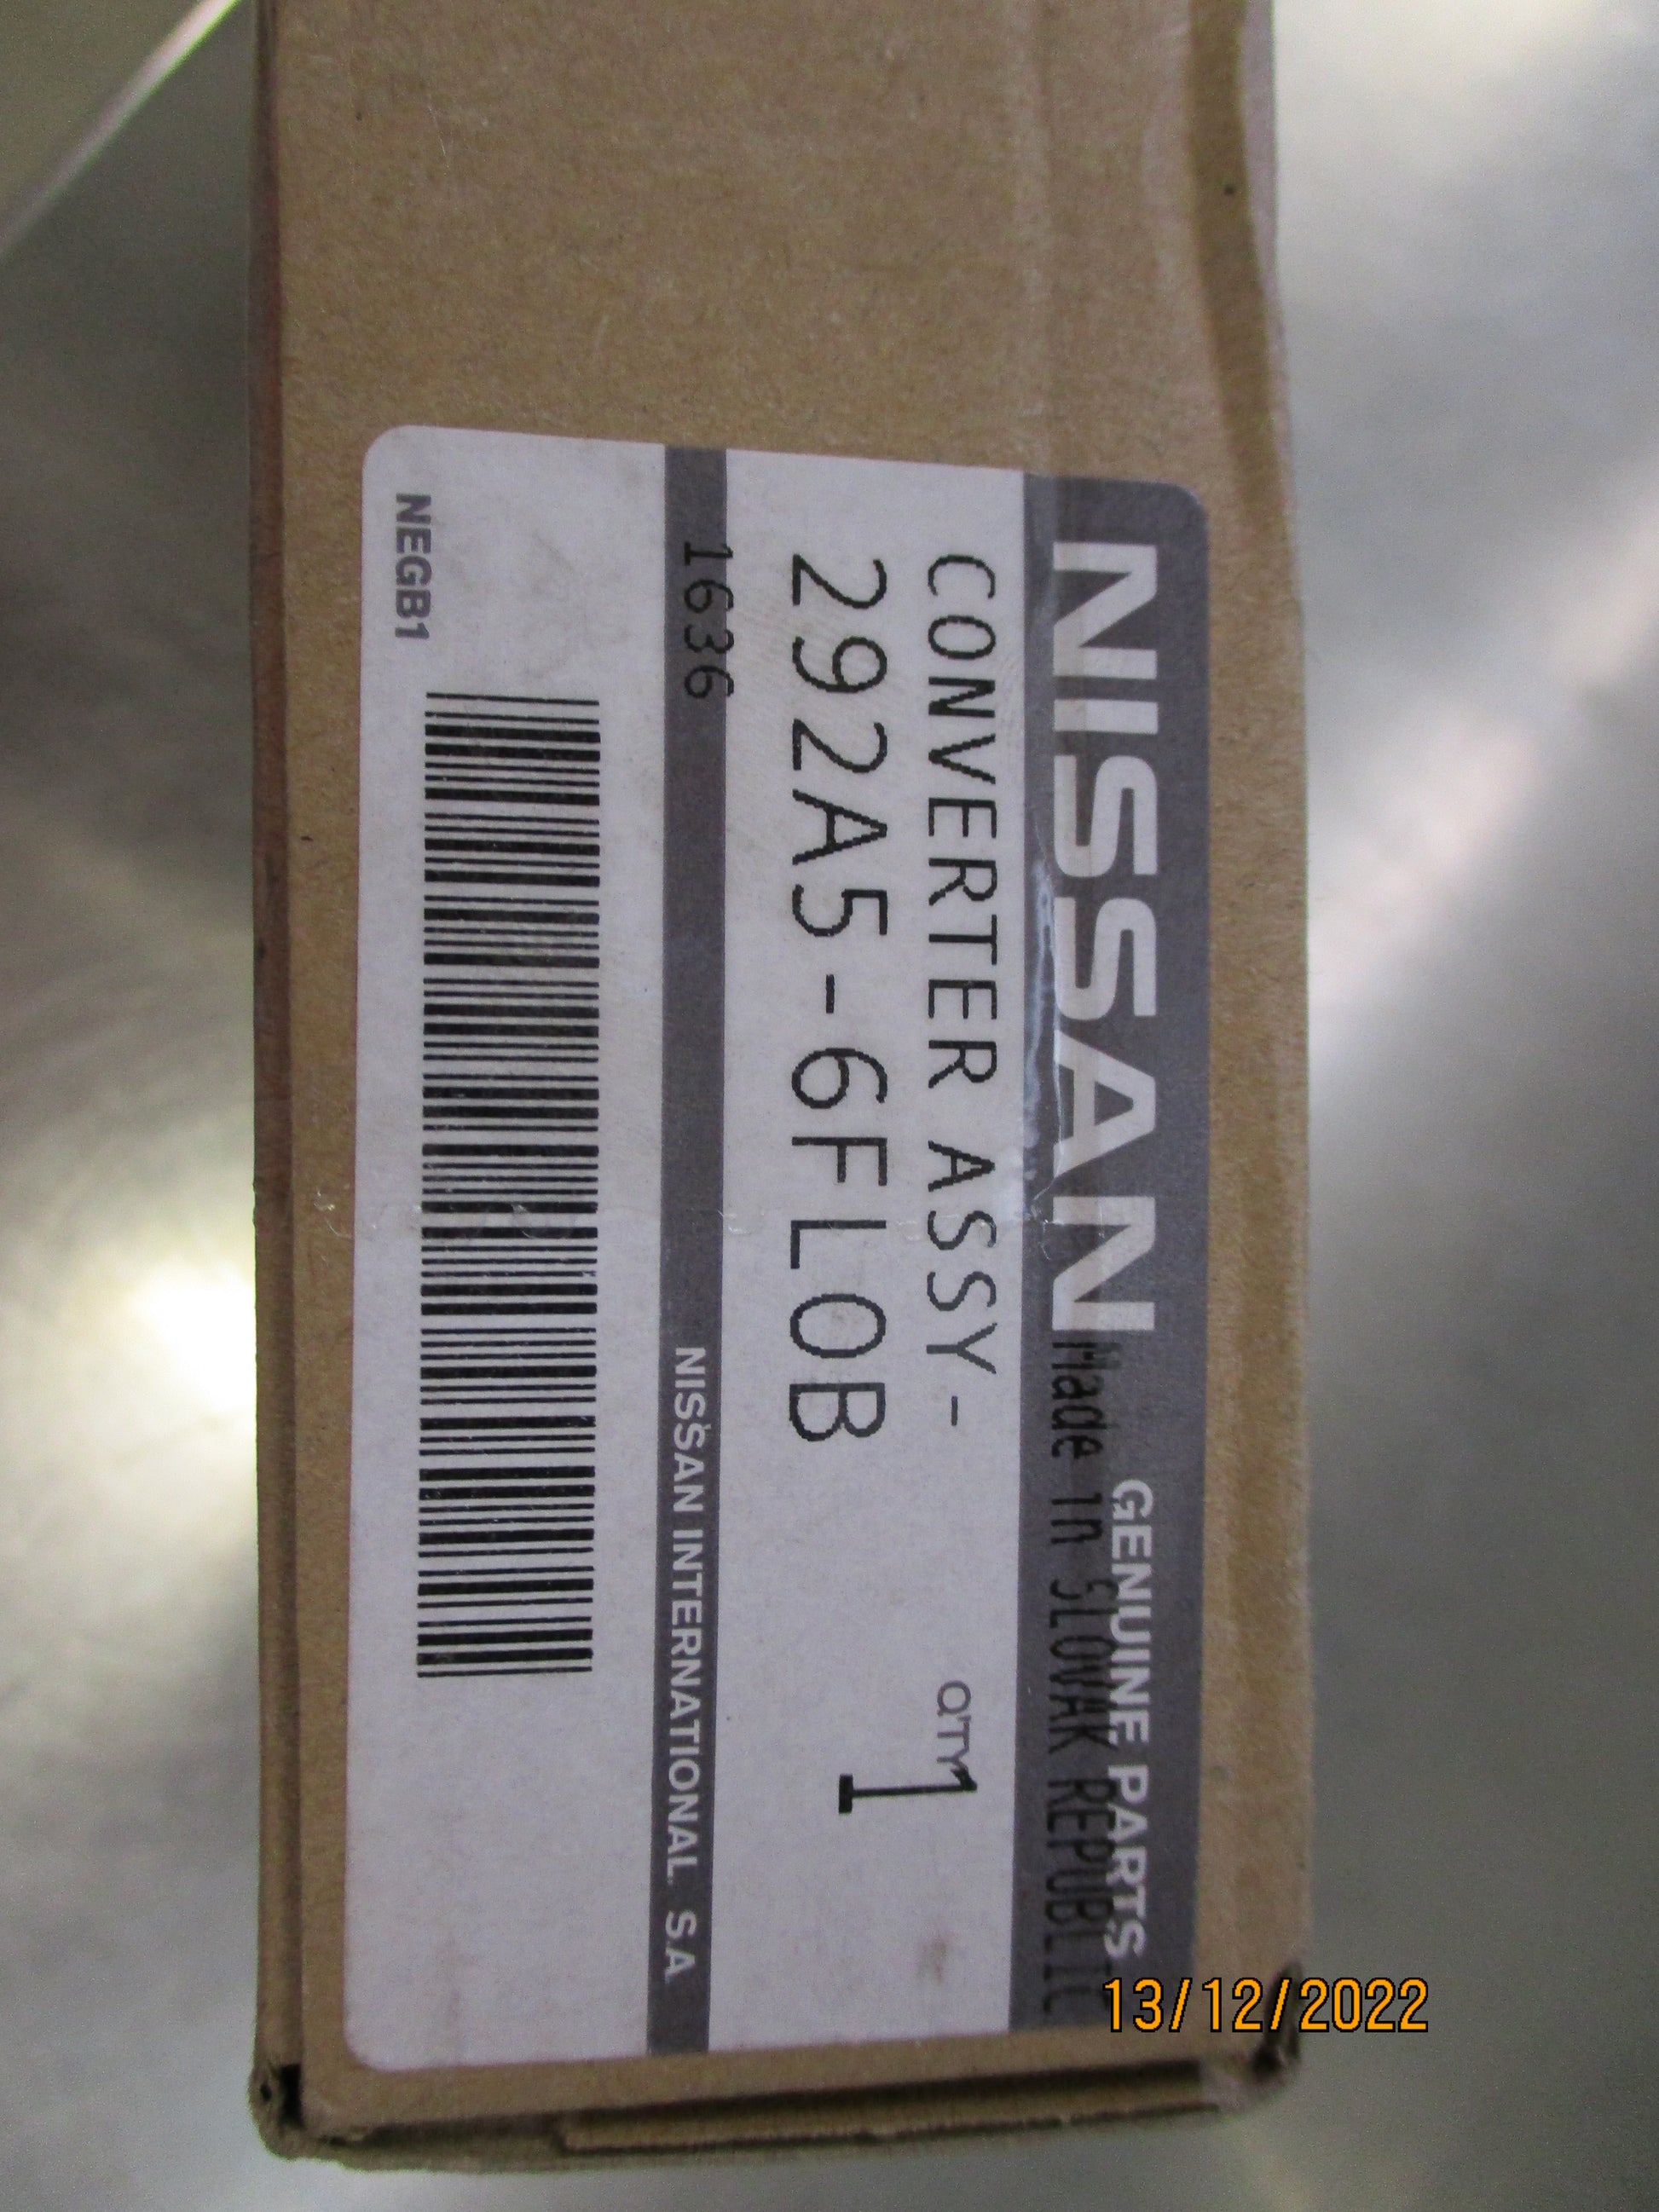 NISSAN GENUINE PARTS
Made in SLOVAK REPUBLIC
CONVERTER ASSY- Q'TY
292A5-6FL0B 1
1636 NISSAN INTERNATIONAL S.A
NEGB1
13/12/2022